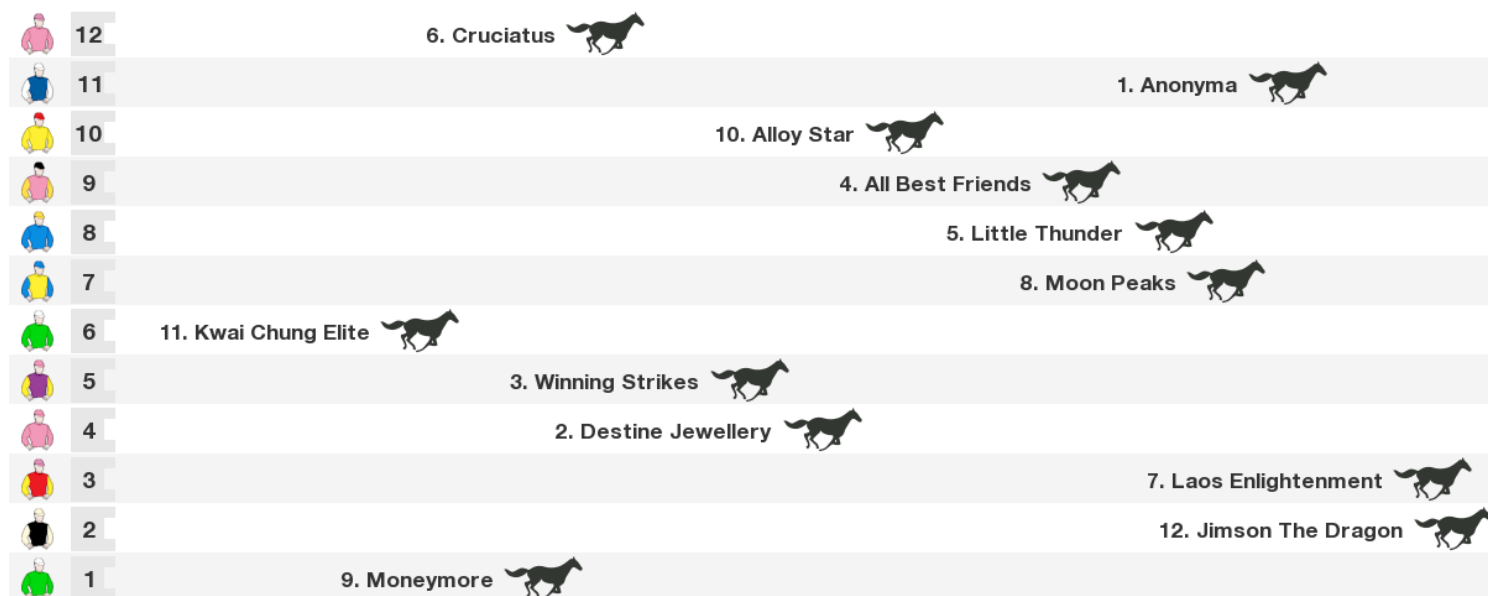 12 6. Cruciatus
11 1. Anonyma
10 10. Alloy Star
9 4. All Best Friends
8 5. Little Thunder
7 8. Moon Peaks
6 11. Kwai Chung Elite
5 3. Winning Strikes
4 2. Destine Jewellery
3 7. Laos Enlightenment
2 12. Jimson The Dragon
1 9. Moneymore